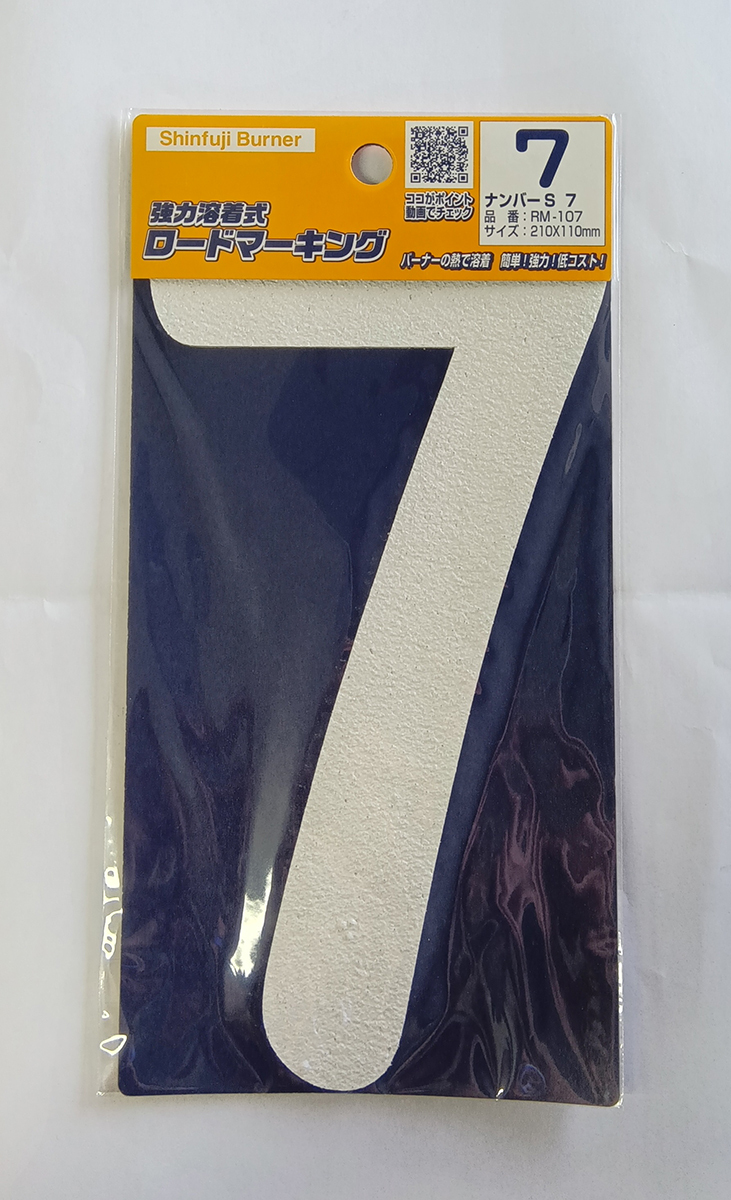 Shinfuji Burner
強力溶着式
ロードマーキング
ココがポイント
動画でチェック
7
ナンバーS 7
品 番:RM-107
サイズ:210X110mm
バーナーの熱で溶着 簡単!強力!低コスト!
7